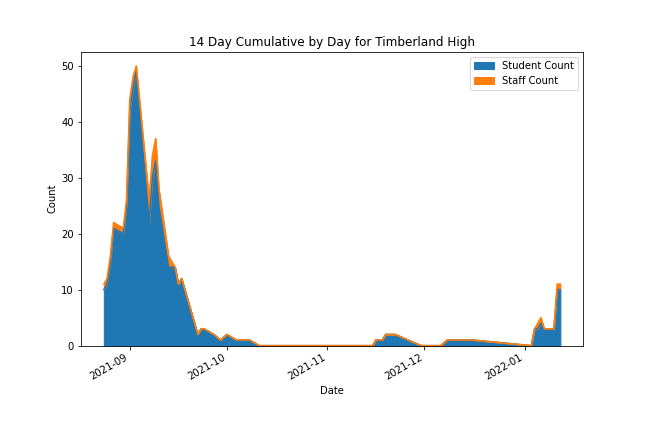 14 Day Cumulative by Day for Timberland High
Student Count
Staff Count
50
40
30
20
10
0
Count
2021-09
2021-10
2021-11
2021-12
2022-01
Date